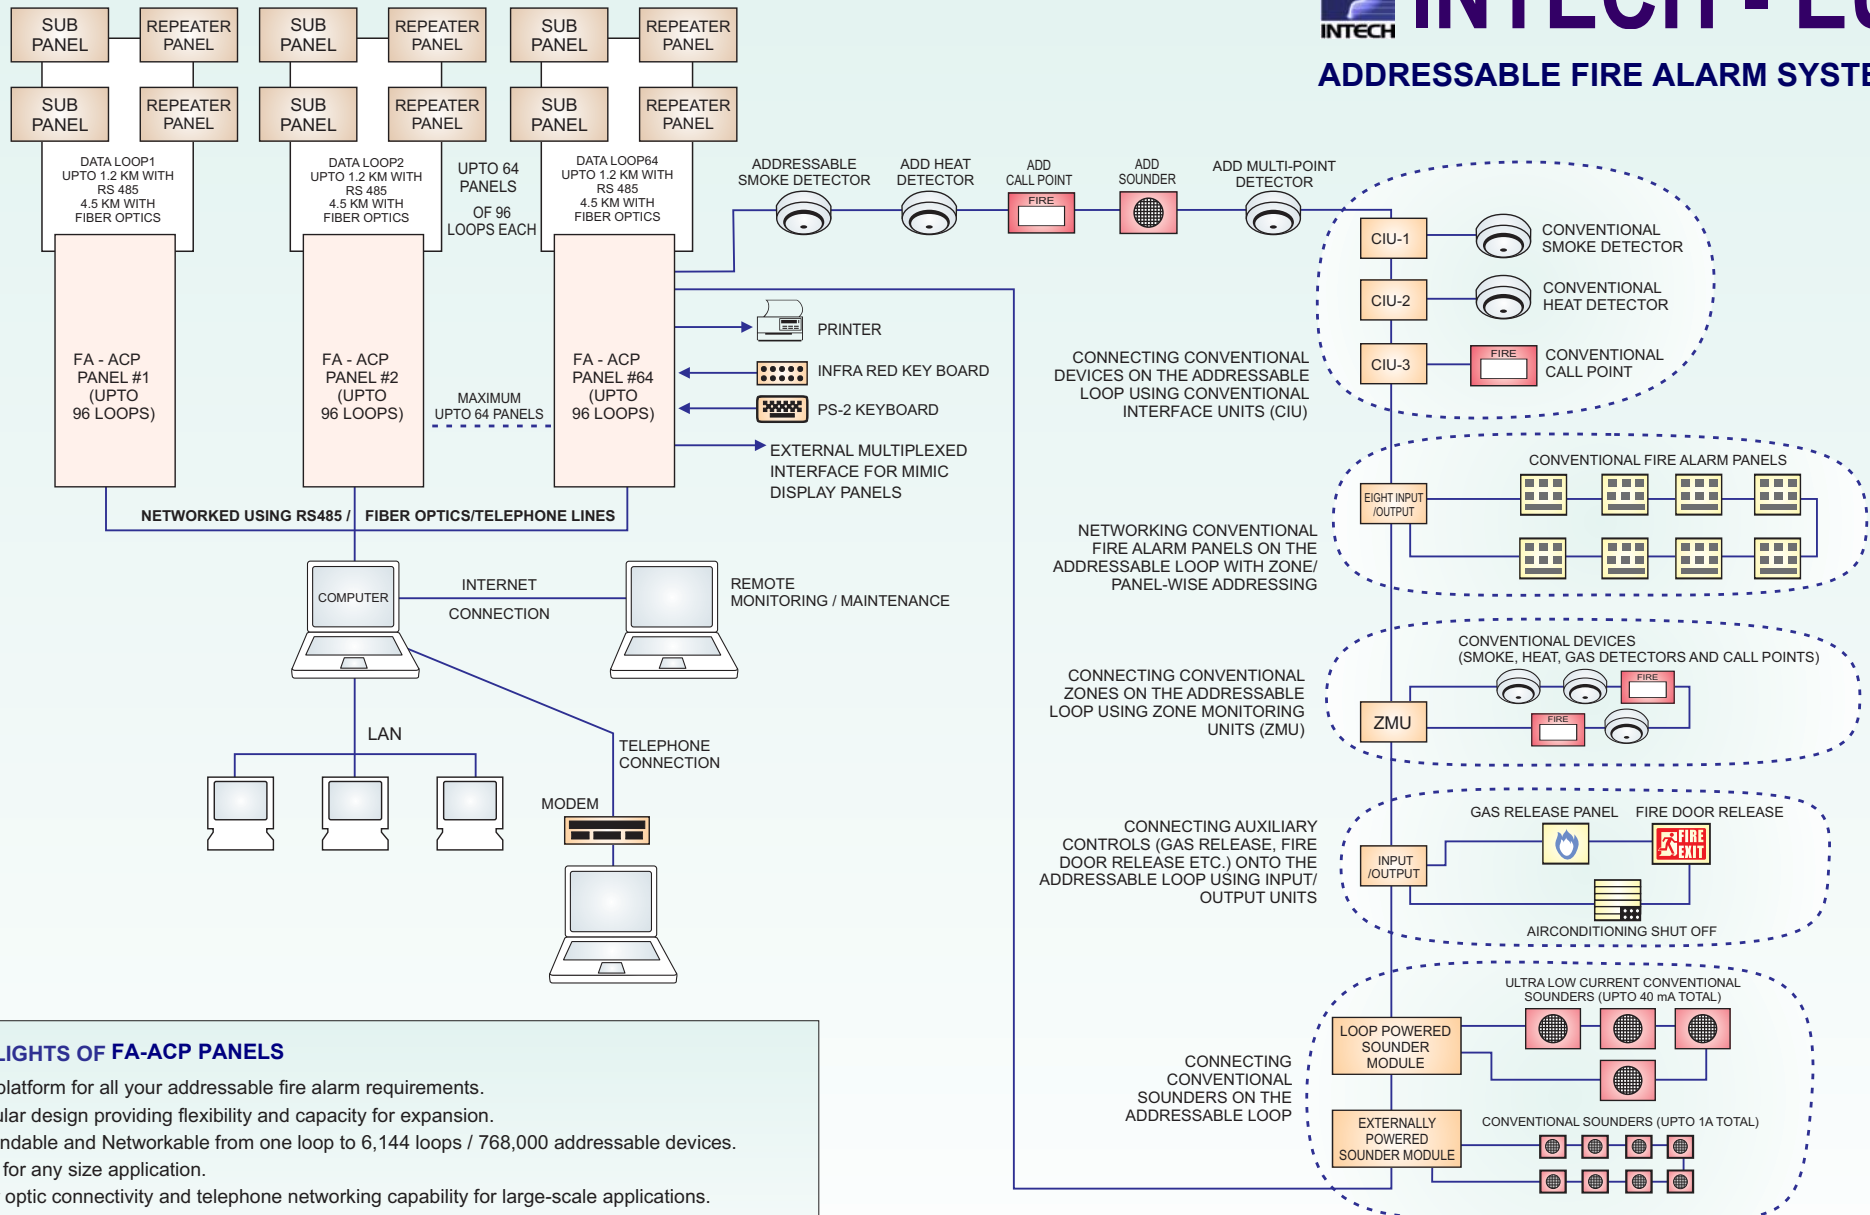 SUB
PANEL
REPEATER
PANEL
SUB
PANEL
REPEATER
PANEL
SUB
PANEL
REPEATER
PANEL
INTECH
INTECH - EU
ADDRESSABLE FIRE ALARM SYSTE
SUB
PANEL
REPEATER
PANEL
SUB
PANEL
REPEATER
PANEL
SUB
PANEL
REPEATER
PANEL
DATA LOOP1
UPTO 1.2 KM WITH
RS 485
4.5 KM WITH
FIBER OPTICS
DATA LOOP2
UPTO 1.2 KM WITH
RS 485
4.5 KM WITH
FIBER OPTICS
UPTO 64
PANELS
OF 96
LOOPS EACH
DATA LOOP64
UPTO 1.2 KM WITH
RS 485
4.5 KM WITH
FIBER OPTICS
ADDRESSABLE
SMOKE DETECTOR
ADD HEAT
DETECTOR
ADD
CALL POINT
FIRE
ADD
SOUNDER
ADD MULTI-POINT
DETECTOR
CIU-1
CONVENTIONAL
SMOKE DETECTOR
CIU-2
CONVENTIONAL
HEAT DETECTOR
CIU-3
FIRE
CONVENTIONAL
CALL POINT
CONNECTING CONVENTIONAL
DEVICES ON THE ADDRESSABLE
LOOP USING CONVENTIONAL
INTERFACE UNITS (CIU)
FA - ACP
PANEL #1
(UPTO
96 LOOPS)
FA - ACP
PANEL #2
(UPTO
96 LOOPS)
MAXIMUM
UPTO 64 PANELS
FA - ACP
PANEL #64
(UPTO
96 LOOPS)
PRINTER
INFRA RED KEY BOARD
PS-2 KEYBOARD
EXTERNAL MULTIPLEXED
INTERFACE FOR MIMIC
DISPLAY PANELS
NETWORKED USING RS485 / FIBER OPTICS/TELEPHONE LINES
CONVENTIONAL FIRE ALARM PANELS
EIGHT INPUT
/OUTPUT
NETWORKING CONVENTIONAL
FIRE ALARM PANELS ON THE
ADDRESSABLE LOOP WITH ZONE/
PANEL-WISE ADDRESSING
COMPUTER
INTERNET
CONNECTION
REMOTE
MONITORING / MAINTENANCE
CONVENTIONAL DEVICES
(SMOKE, HEAT, GAS DETECTORS AND CALL POINTS)
FIRE
FIRE
ZMU
CONNECTING CONVENTIONAL
ZONES ON THE ADDRESSABLE
LOOP USING ZONE MONITORING
UNITS (ZMU)
LAN
TELEPHONE
CONNECTION
MODEM
GAS RELEASE PANEL
FIRE DOOR RELEASE
FIRE
EXIT
INPUT
/OUTPUT
AIRCONDITIONING SHUT OFF
CONNECTING AUXILIARY
CONTROLS (GAS RELEASE, FIRE
DOOR RELEASE ETC.) ONTO THE
ADDRESSABLE LOOP USING INPUT/
OUTPUT UNITS
ULTRA LOW CURRENT CONVENTIONAL
SOUNDERS (UPTO 40 mA TOTAL)
LOOP POWERED
SOUNDER
MODULE
CONNECTING
CONVENTIONAL
SOUNDERS ON THE
ADDRESSABLE LOOP
EXTERNALLY
POWERED
SOUNDER MODULE
CONVENTIONAL SOUNDERS (UPTO 1A TOTAL)
LIGHTS OF FA-ACP PANELS
platform for all your addressable fire alarm requirements.
ular design providing flexibility and capacity for expansion.
ndable and Networkable from one loop to 6,144 loops / 768,000 addressable devices.
for any size application.
optic connectivity and telephone networking capability for large-scale applications.